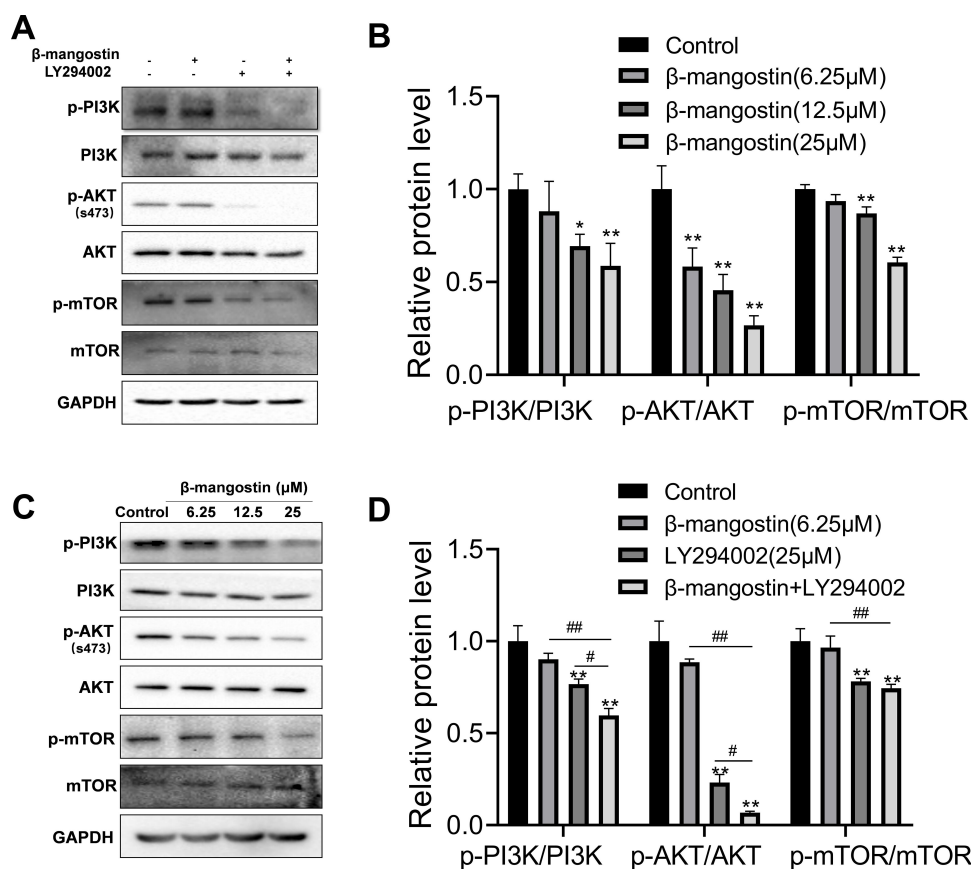 A
β-mangostin - + - +
LY294002 - - + +
p-PI3K
PI3K
p-AKT
(s473)
AKT
p-mTOR
mTOR
GAPDH
B
Control
β-mangostin(6.25μM)
β-mangostin(12.5μM)
β-mangostin(25μM)
Relative protein level
1.5
1.0
0.5
0.0
* **
** ** **
** **
p-PI3K/PI3K p-AKT/AKT p-mTOR/mTOR
C
β-mangostin (μM)
Control 6.25 12.5 25
p-PI3K
PI3K
p-AKT
(s473)
AKT
p-mTOR
mTOR
GAPDH
D
Control
β-mangostin(6.25μM)
LY294002(25μM)
β-mangostin+LY294002
Relative protein level
1.5
1.0
0.5
0.0
##
#
** **
##
#
** **
##
** **
p-PI3K/PI3K p-AKT/AKT p-mTOR/mTOR